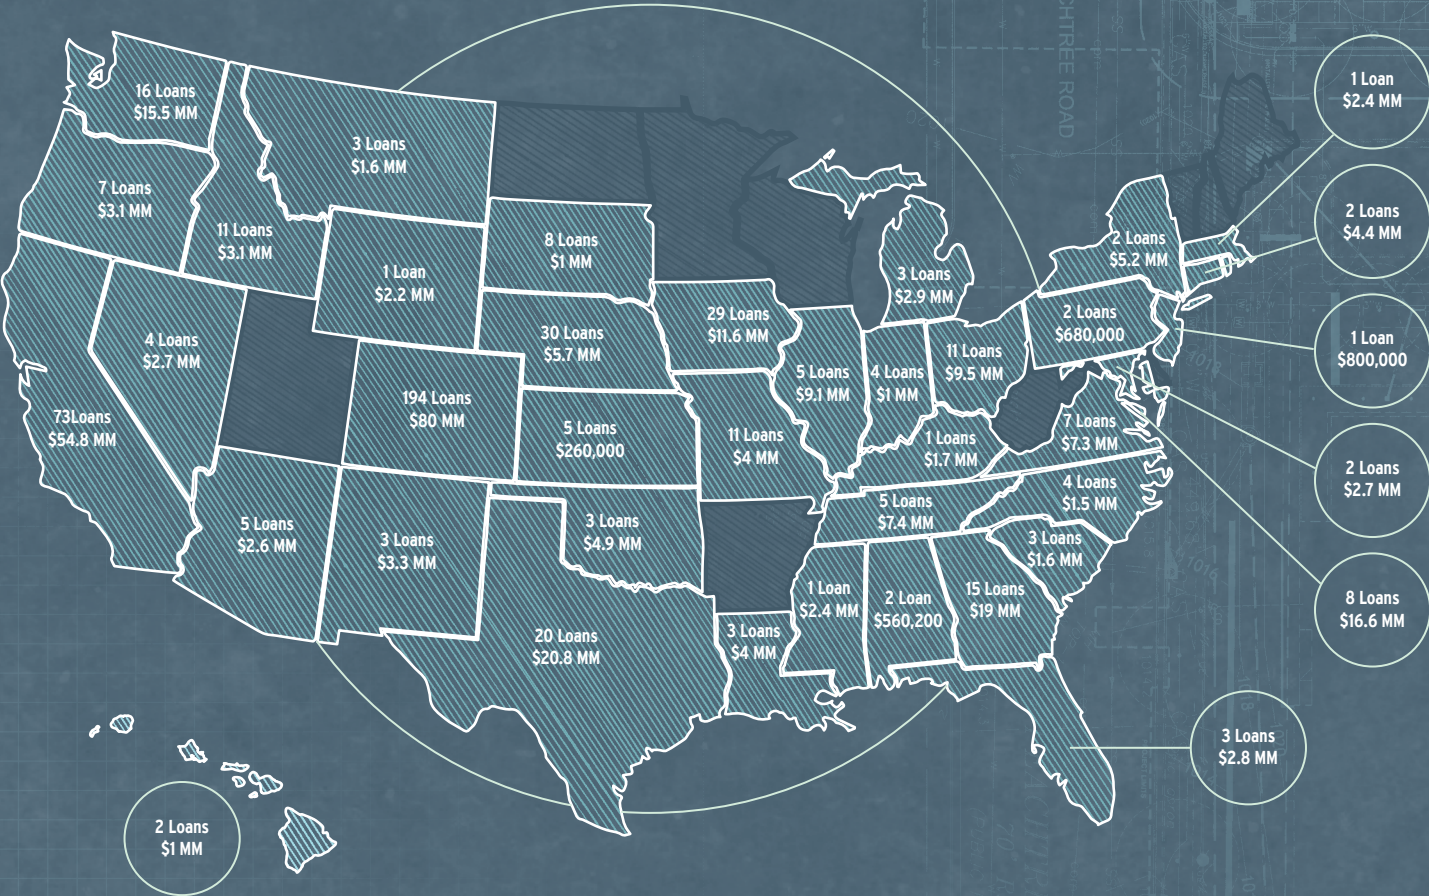 CHTREE ROAD
1 Loan
$2.4 MM
16 Loans
$15.5 MM
3 Loans
$1.6 MM
7 Loans
$3.1 MM
2 Loans
$4.4 MM
11 Loans
$3.1 MM
8 Loans
$1 MM
2 Loans
$5.2 MM
1 Loan
$2.2 MM
3 Loans
$2.9 MM
29 Loans
$11.6 MM
2 Loans
$680,000
4 Loans
$2.7 MM
30 Loans
$5.7 MM
1 Loan
$800,000
11 Loans
$9.5 MM
5 Loans
$9.1 MM
4 Loans
$1 MM
194 Loans
$80 MM
73Loans
$54.8 MM
7 Loans
$7.3 MM
5 Loans
$260,000
11 Loans
$4 MM
1 Loans
$1.7 MM
2 Loans
$2.7 MM
4 Loans
$1.5 MM
5 Loans
$7.4 MM
5 Loans
$2.6 MM
3 Loans
$4.9 MM
3 Loans
$3.3 MM
3 Loans
$1.6 MM
1016
1 Loan
$2.4 MM
2 Loan
$560,200
15 Loans
$19 MM
8 Loans
$16.6 MM
20 Loans
$20.8 MM
3 Loans
$4 MM
3 Loans
$2.8 MM
2 Loans
$1 MM